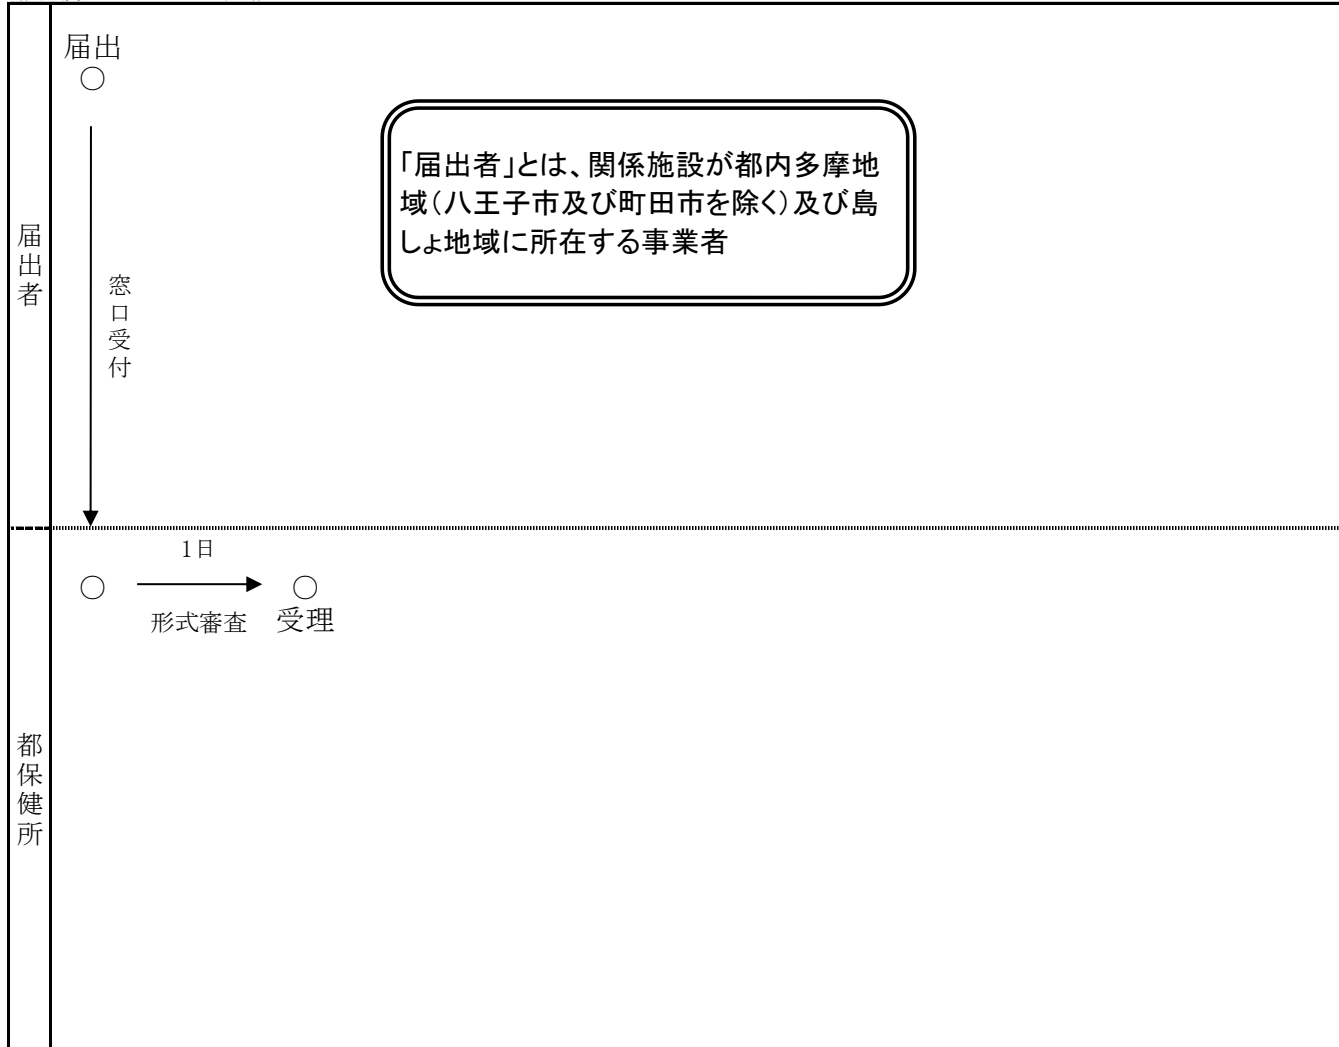 届出
「届出者」とは、関係施設が都内多摩地
域（八王子市及び町田市を除く）及び島
しょ地域に所在する事業者
届出者
窓口受付
1日
形式審査
受理
都保健所